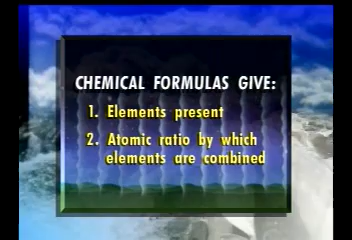 CHEMICAL FORMULAS GIVE:
1. Elements present
2. Atomic ratio by which
elements are combined